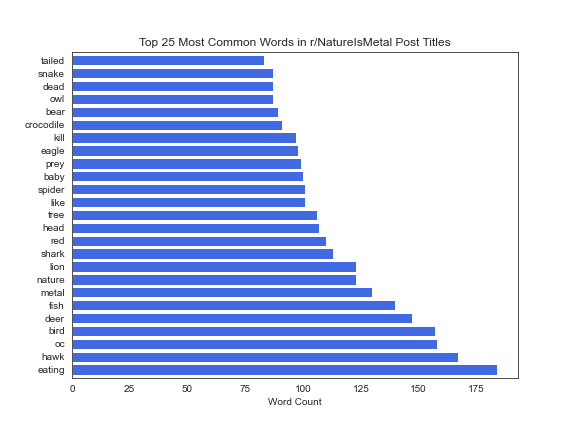 Top 25 Most Common Words in r/NatureIsMetal Post Titles
tailed
snake
dead
owl
bear
crocodile
kill
eagle
prey
baby
spider
like
tree
head
red
shark
lion
nature
metal
fish
deer
bird
oc
hawk
eating
0 25 50 75 100 125 150 175
Word Count